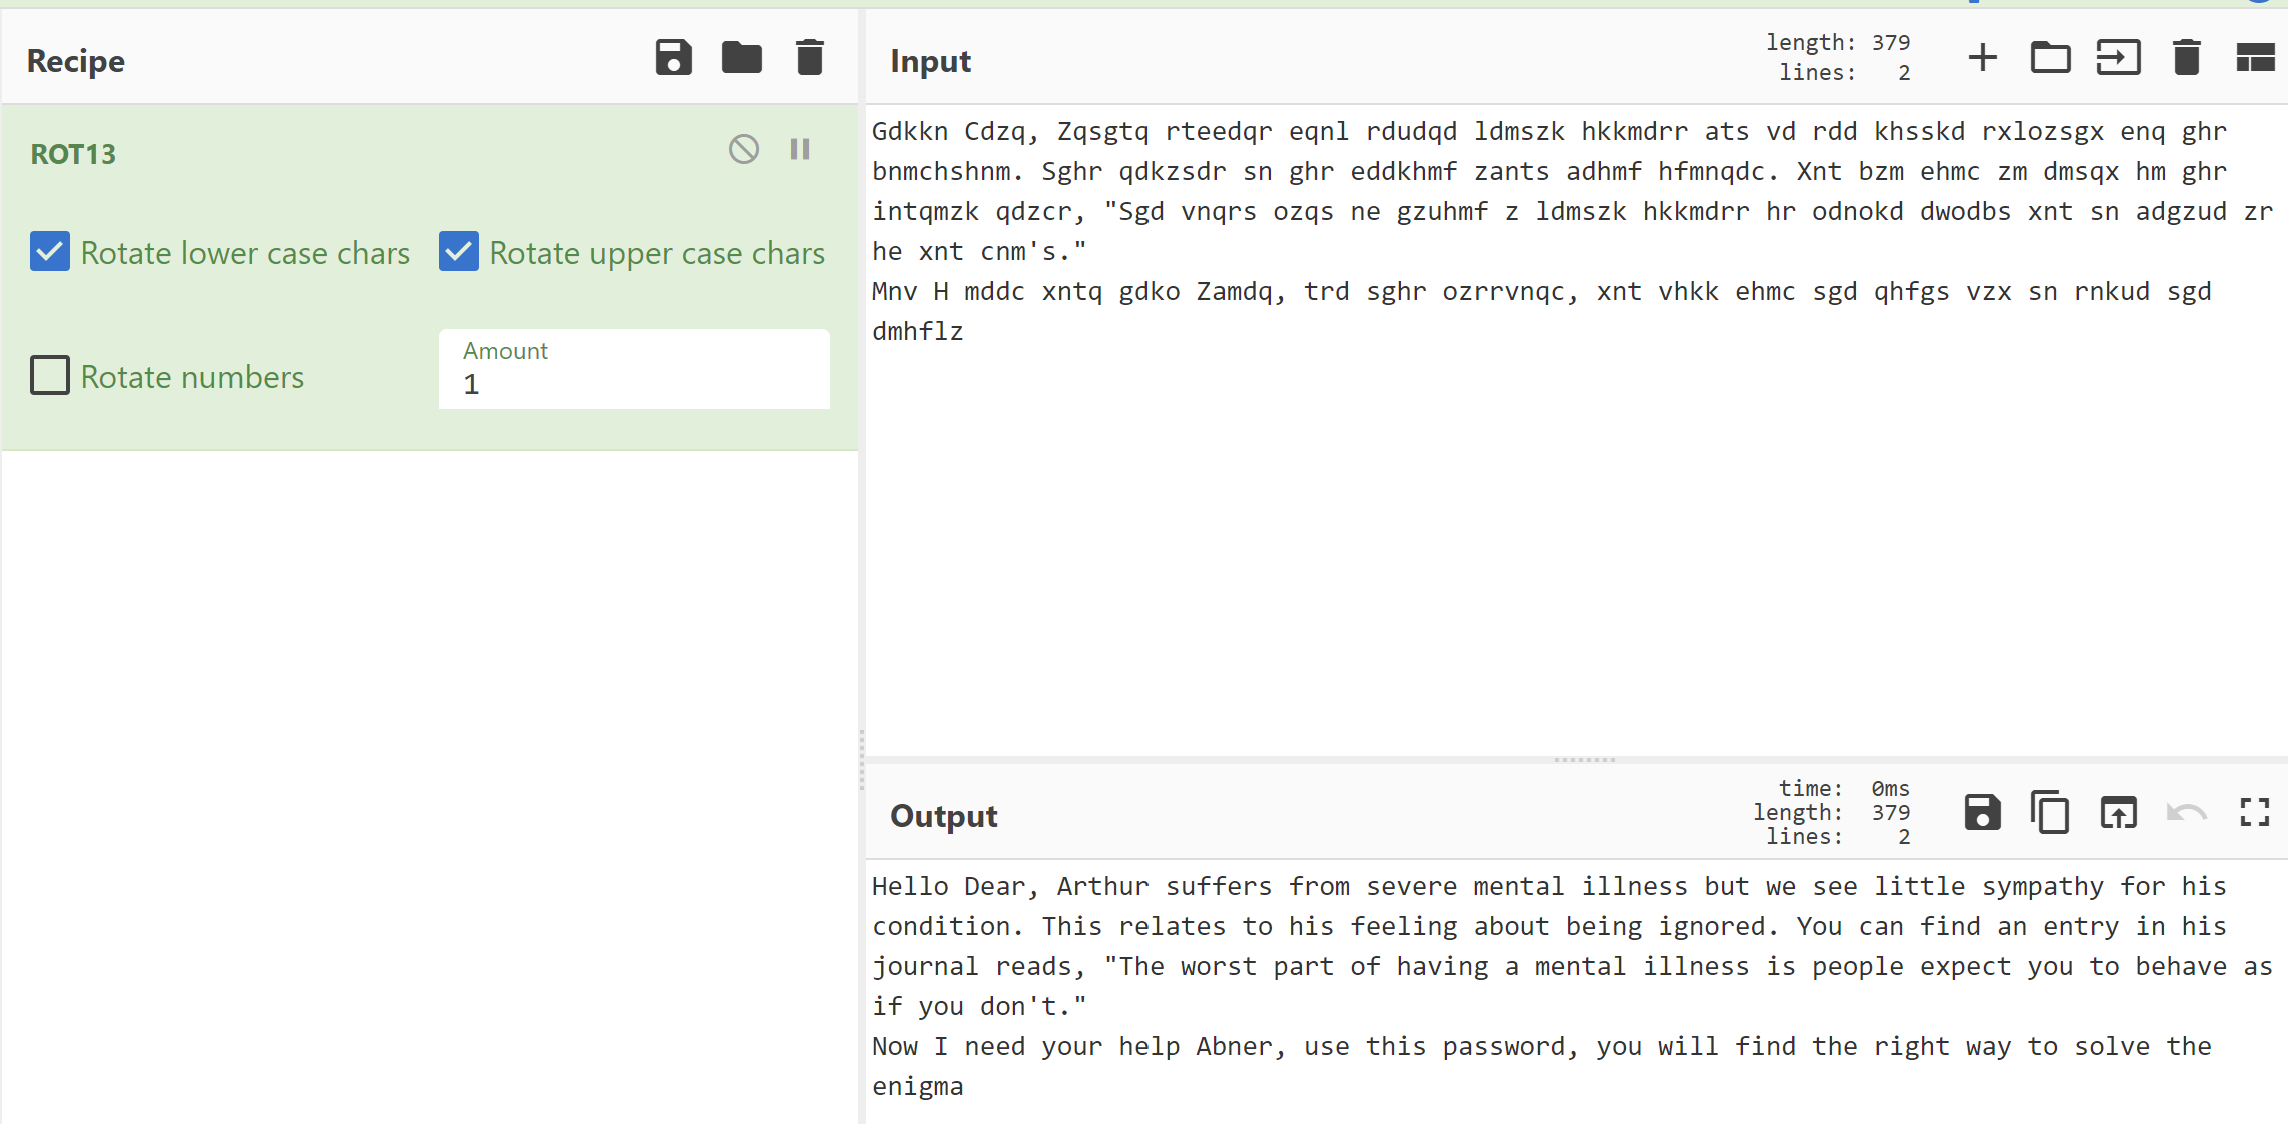 Recipe
ROT13
Rotate lower case chars
Rotate upper case chars
Rotate numbers
Amount
1
Input
length: 379
lines: 2
Gdkkn Cdzq, Zqsgtq rteedqr eqnl rdudqd ldmszk hkkmdrr ats vd rdd khsskd rxlozsgx enq ghr
bnmchshnm. Sghr qdkzsdr sn ghr eddkhmf zants adhmf hfmnqdc. Xnt bzm ehmc zm dmsqx hm ghr
intqmzk qdzcr, "Sgd vnqrs ozqs ne gzuhmf z ldmszk hkkmdrr hr odnokd dwodbs xnt sn adgzud zr
he xnt cnm's."
Mnv H mddc xntq gdko Zamdq, trd sghr ozrrvnqc, xnt vhkk ehmc sgd qhfgs vzx sn rnkud sgd
dmhflz
Output
time: 0ms
length: 379
lines: 2
Hello Dear, Arthur suffers from severe mental illness but we see little sympathy for his
condition. This relates to his feeling about being ignored. You can find an entry in his
journal reads, "The worst part of having a mental illness is people expect you to behave as
if you don't."
Now I need your help Abner, use this password, you will find the right way to solve the
enigma